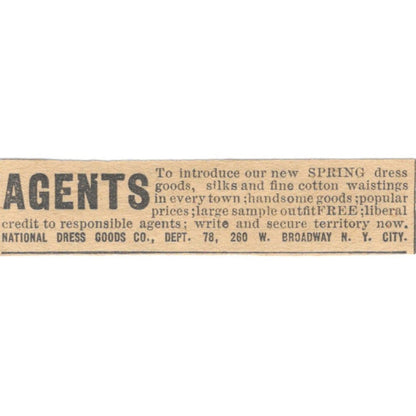 AGENTS To introduce our new SPRING dress
goods, silks and fine cotton waistings
in every town ;handsome goods ;popular
prices ;large sample outfit FREE ;liberal
credit to responsible agents; write and secure territory now.
NATIONAL DRESS GOODS CO., DEPT. 78, 260 W. BROADWAY N. Y. CITY.